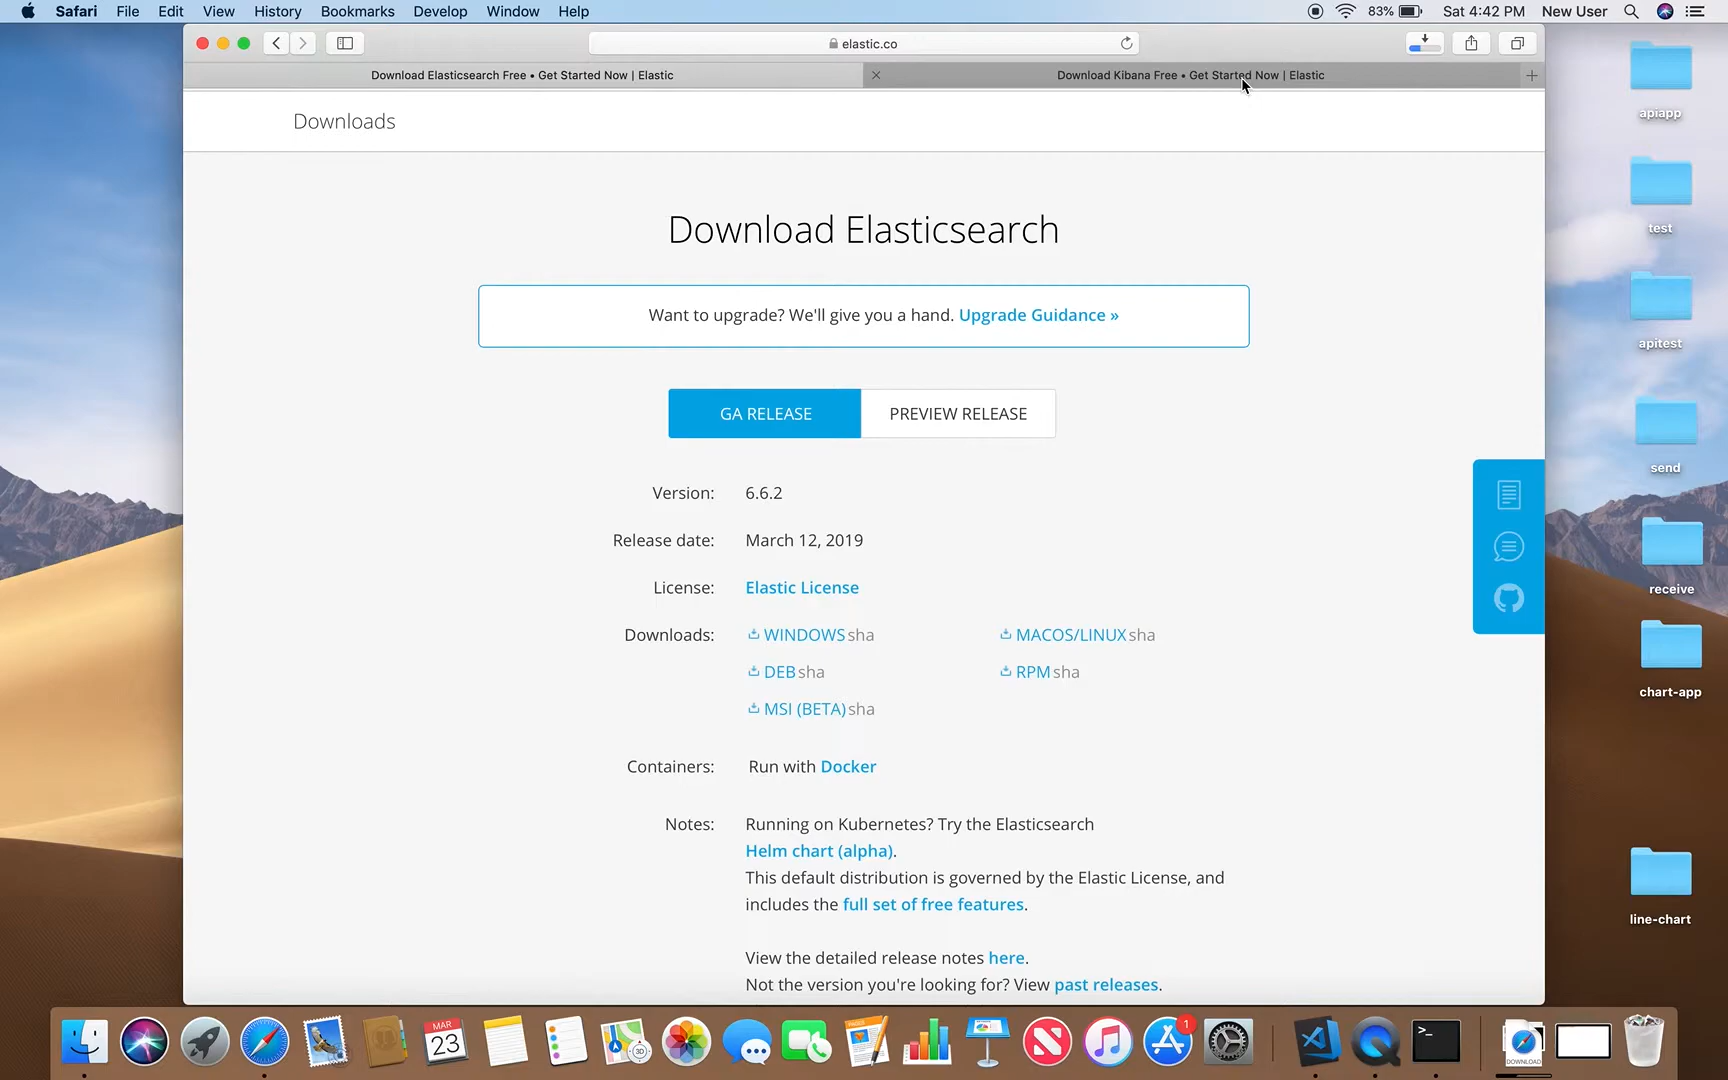 Safari File Edit View History Bookmarks Develop Window Help 83% Sat 4:42 PM New User
elastic.co
Download Elasticsearch Free • Get Started Now | Elastic
Download Kibana Free • Get Started Now | Elastic
Downloads
Download Elasticsearch
Want to upgrade? We'll give you a hand. Upgrade Guidance »
GA RELEASE PREVIEW RELEASE
Version: 6.6.2
Release date: March 12, 2019
License: Elastic License
Downloads: WINDOWS sha MACOS/LINUX sha
DEB sha RPM sha
MSI (BETA) sha
Containers: Run with Docker
Notes: Running on Kubernetes? Try the Elasticsearch
Helm chart (alpha).
This default distribution is governed by the Elastic License, and
includes the full set of free features.
View the detailed release notes here.
Not the version you're looking for? View past releases.
apiapp
test
apitest
send
receive
chart-app
line-chart
MAR
23
3D
1
>_
DOWNLOAD